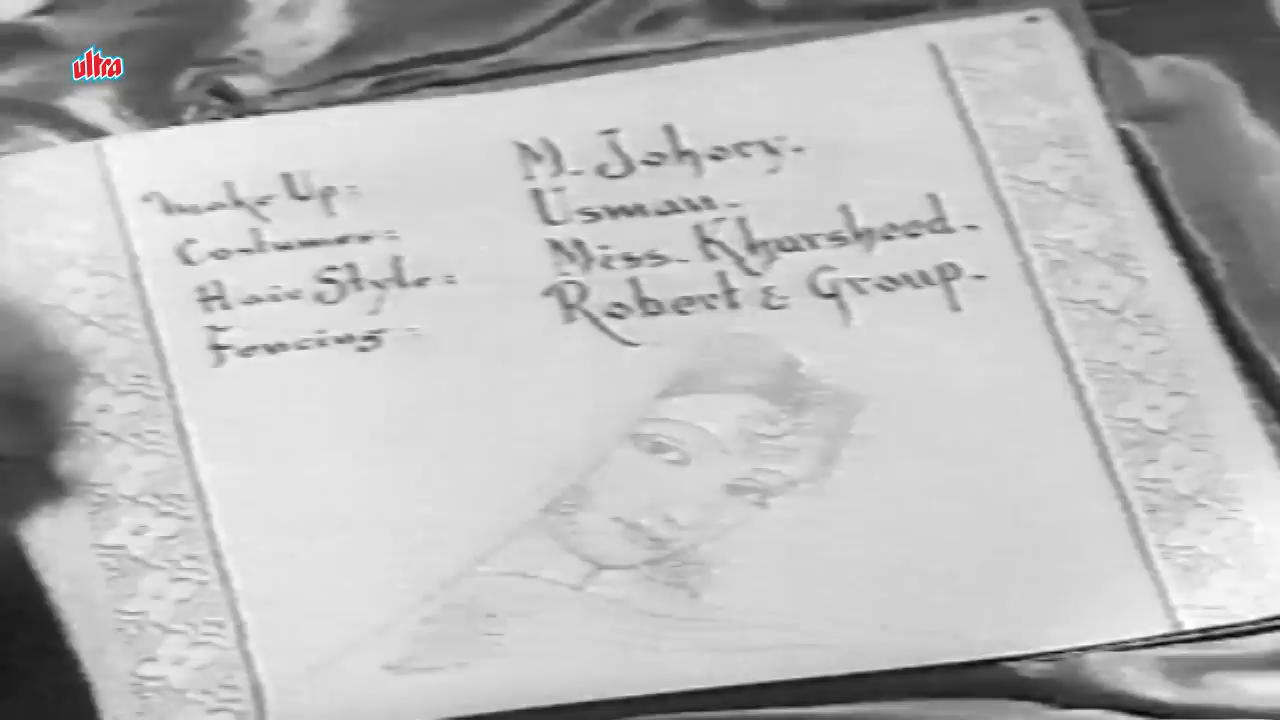 ultra
Make Up: M. Johory.
Costumes: Usman.
Hair Style: Miss. Khursheed.
Fencing: Robert & Group.